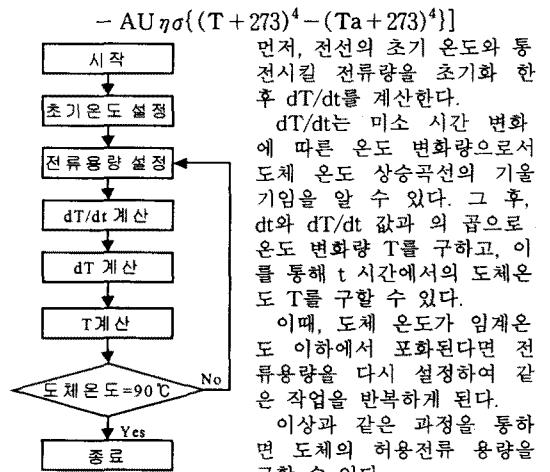 − AU ησ{(T+273)⁴−(Ta+273)⁴}]
시작
초기온도 설정
전류용량 설정
dT/dt 계산
dT 계산
T계산
도체온도=90℃
No
Yes
종료
먼저, 전선의 초기 온도와 통
전시킬 전류량을 초기화 한
후 dT/dt를 계산한다.
dT/dt는 미소 시간 변화
에 따른 온도 변화량으로서
도체 온도 상승곡선의 기울
기임을 알 수 있다. 그 후,
dt와 dT/dt 값과 의 곱으로
온도 변화량 T를 구하고, 이
를 통해 t 시간에서의 도체온
도 T를 구할 수 있다.
이때, 도체 온도가 임계온
도 이하에서 포화된다면 전
류용량을 다시 설정하여 같
은 작업을 반복하게 된다.
이상과 같은 과정을 통하
면 도체의 허용전류 용량을
구할 수 있다